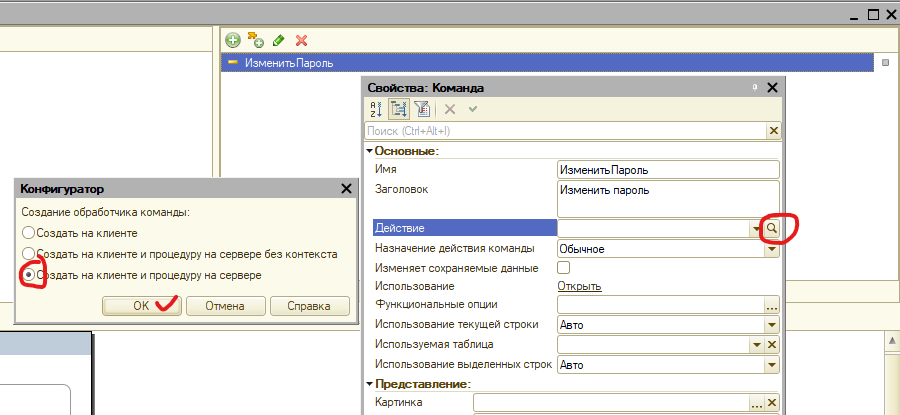 ИзменитьПароль
Свойства: Команда
Поиск (Ctrl+Alt+I)
Основные:
Имя
ИзменитьПароль
Заголовок
Изменить пароль
Действие
Назначение действия команды
Обычное
Изменяет сохраняемые данные
Использование
Открыть
Функциональные опции
...
Использование текущей строки
Авто
Используемая таблица
Использование выделенных строк
Авто
Представление:
Картинка
...
Конфигуратор
Создание обработчика команды:
Создать на клиенте
Создать на клиенте и процедуру на сервере без контекста
Создать на клиенте и процедуру на сервере
ОК
Отмена
Справка